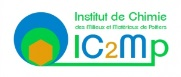 Institut de Chimie
des Milieux et Matériaux de Poitiers
IC2Mp